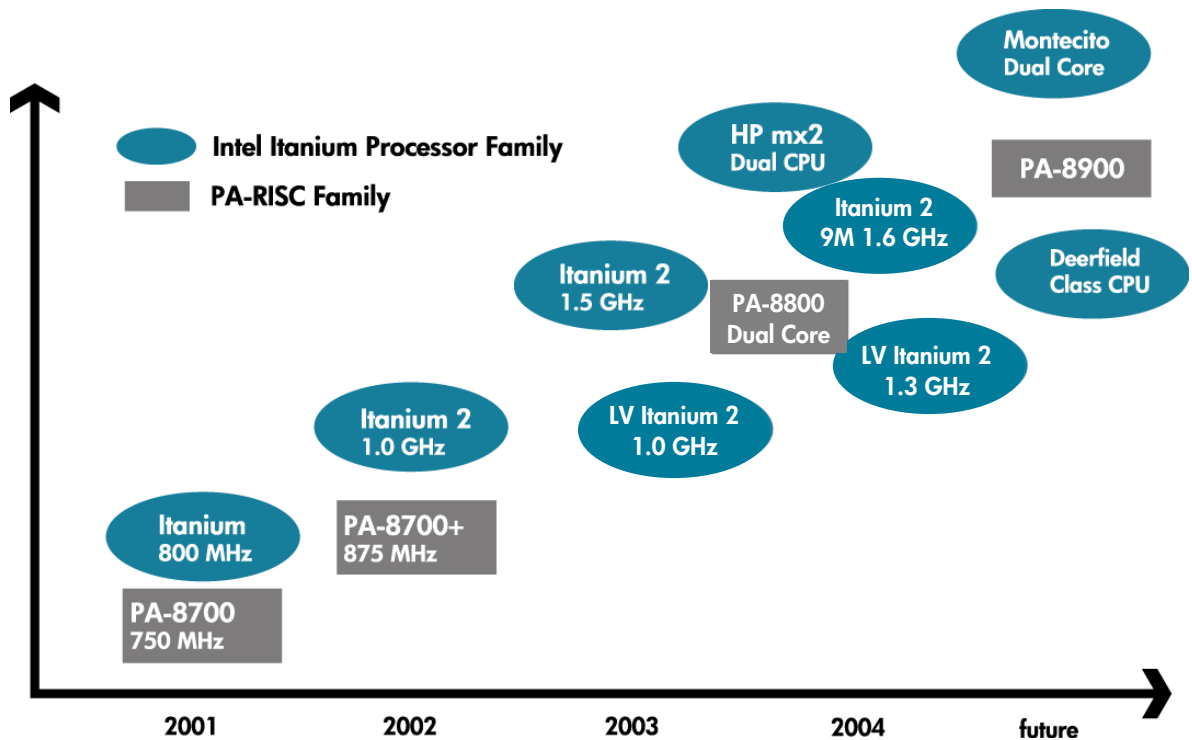 Montecito
Dual Core
Intel Itanium Processor Family
PA-RISC Family
HP mx2
Dual CPU
PA-8900
Itanium 2
9M 1.6 GHz
Itanium 2
1.5 GHz
Deerfield
Class CPU
PA-8800
Dual Core
LV Itanium 2
1.3 GHz
Itanium 2
1.0 GHz
LV Itanium 2
1.0 GHz
Itanium
800 MHz
PA-8700+
875 MHz
PA-8700
750 MHz
2001
2002
2003
2004
future